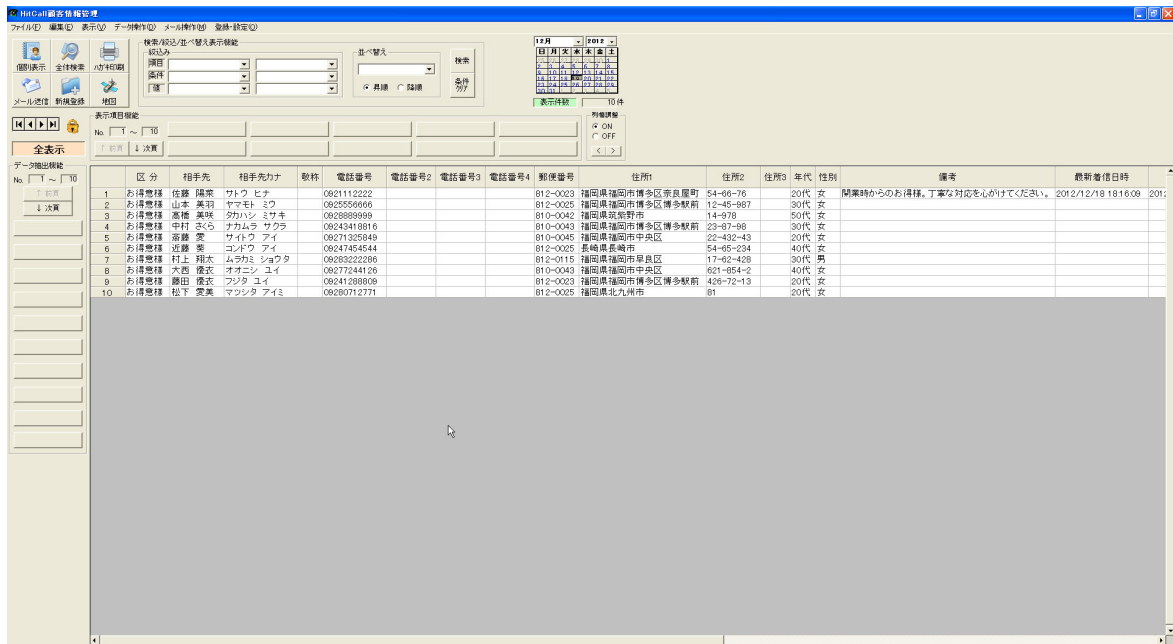 HitCall顧客情報管理
ファイル(F) 編集(E) 表示(V) データ操作(D) メール操作(M) 登録・設定(O)
個別表示 全体検索 ハガキ印刷
メール送信 新規登録 地図
検索/絞込/並べ替え表示機能
絞込み
項目
条件
値
並べ替え
昇順 降順
検索
条件クリア
12月 2012
日 月 火 水 木 金 土
表示件数 10 件
全表示
表示項目機能
No. 1 ～ 10
↑ 前頁 ↓ 次頁
列幅調整
ON
OFF
< >
データ抽出機能
No. 1 ～ 10
↑ 前頁
↓ 次頁
区分 相手先 相手先カナ 敬称 電話番号 電話番号2 電話番号3 電話番号4 郵便番号 住所1 住所2 住所3 年代 性別 備考 最新着信日時
1 お得意様 佐藤 陽菜 サトウ ヒナ 0921112222 812-0023 福岡県福岡市博多区奈良屋町 54-66-76 20代 女 開業時からのお得様。丁寧な対応を心がけてください。 2012/12/18 18:16:09 201
2 お得意様 山本 美羽 ヤマモト ミウ 0925556666 812-0025 福岡県福岡市博多区博多駅前 12-45-987 30代 女
3 お得意様 高橋 美咲 タカハシ ミサキ 0928889999 810-0042 福岡県筑紫野市 14-978 50代 女
4 お得意様 中村 さくら ナカムラ サクラ 09243418816 810-0043 福岡県福岡市博多区博多駅前 23-87-98 30代 女
5 お得意様 斎藤 愛 サイトウ アイ 09271325849 810-0045 福岡県福岡市中央区 22-432-43 20代 女
6 お得意様 近藤 葵 コンドウ アオイ 09247454544 812-0025 長崎県長崎市 54-65-234 40代 女
7 お得意様 村上 翔太 ムラカミ ショウタ 09283222286 812-0115 福岡県福岡市早良区 17-62-428 30代 男
8 お得意様 大西 優衣 オオニシ ユイ 09277244126 810-0043 福岡県福岡市中央区 621-854-2 40代 女
9 お得意様 藤田 優衣 フジタ ユイ 09241288809 812-0023 福岡県福岡市博多区博多駅前 426-72-13 20代 女
10 お得意様 松下 愛美 マツシタ アイミ 09280712771 812-0025 福岡県北九州市 81 20代 女